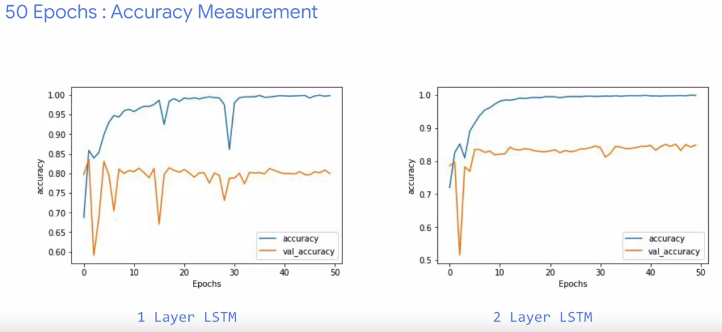 50 Epochs : Accuracy Measurement
1.00
0.95
0.90
0.85
0.80
0.75
0.70
0.65
0.60
accuracy
0
10
20
30
40
50
Epochs
accuracy
val_accuracy
1 Layer LSTM
1.0
0.9
0.8
0.7
0.6
0.5
accuracy
0
10
20
30
40
50
Epochs
accuracy
val_accuracy
2 Layer LSTM